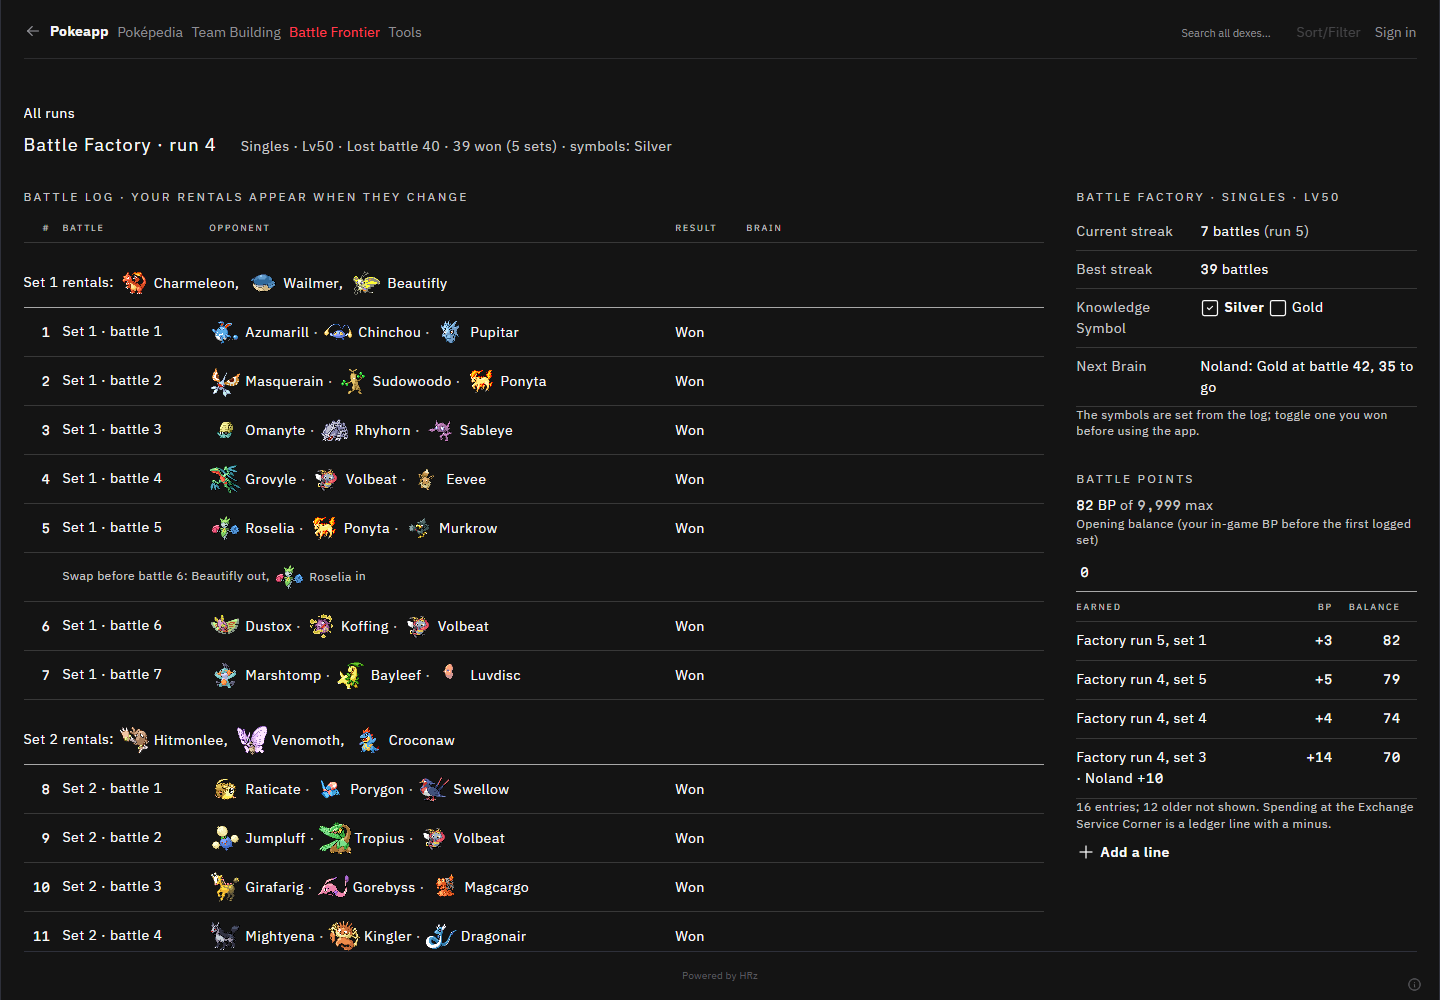 Pokeapp Poképedia Team Building Battle Frontier Tools Search all dexes... Sort/Filter Sign in
All runs
Battle Factory · run 4 Singles · Lv50 · Lost battle 40 · 39 won (5 sets) · symbols: Silver
BATTLE LOG · YOUR RENTALS APPEAR WHEN THEY CHANGE
# BATTLE OPPONENT RESULT BRAIN
Set 1 rentals: Charmeleon, Wailmer, Beautifly
1 Set 1 · battle 1 Azumarill · Chinchou · Pupitar Won
2 Set 1 · battle 2 Masquerain · Sudowoodo · Ponyta Won
3 Set 1 · battle 3 Omanyte · Rhyhorn · Sableye Won
4 Set 1 · battle 4 Grovyle · Volbeat · Eevee Won
5 Set 1 · battle 5 Roselia · Ponyta · Murkrow Won
Swap before battle 6: Beautifly out, Roselia in
6 Set 1 · battle 6 Dustox · Koffing · Volbeat Won
7 Set 1 · battle 7 Marshtomp · Bayleef · Luvdisc Won
Set 2 rentals: Hitmonlee, Venomoth, Croconaw
8 Set 2 · battle 1 Raticate · Porygon · Swellow Won
9 Set 2 · battle 2 Jumpluff · Tropius · Volbeat Won
10 Set 2 · battle 3 Girafarig · Gorebyss · Magcargo Won
11 Set 2 · battle 4 Mightyena · Kingler · Dragonair Won
BATTLE FACTORY · SINGLES · LV50
Current streak 7 battles (run 5)
Best streak 39 battles
Knowledge Silver Gold
Symbol
Next Brain Noland: Gold at battle 42, 35 to
go
The symbols are set from the log; toggle one you won
before using the app.
BATTLE POINTS
82 BP of 9,999 max
Opening balance (your in-game BP before the first logged
set)
0
EARNED BP BALANCE
Factory run 5, set 1 +3 82
Factory run 4, set 5 +5 79
Factory run 4, set 4 +4 74
Factory run 4, set 3 +14 70
· Noland +10
16 entries; 12 older not shown. Spending at the Exchange
Service Corner is a ledger line with a minus.
Add a line
Powered by HRz